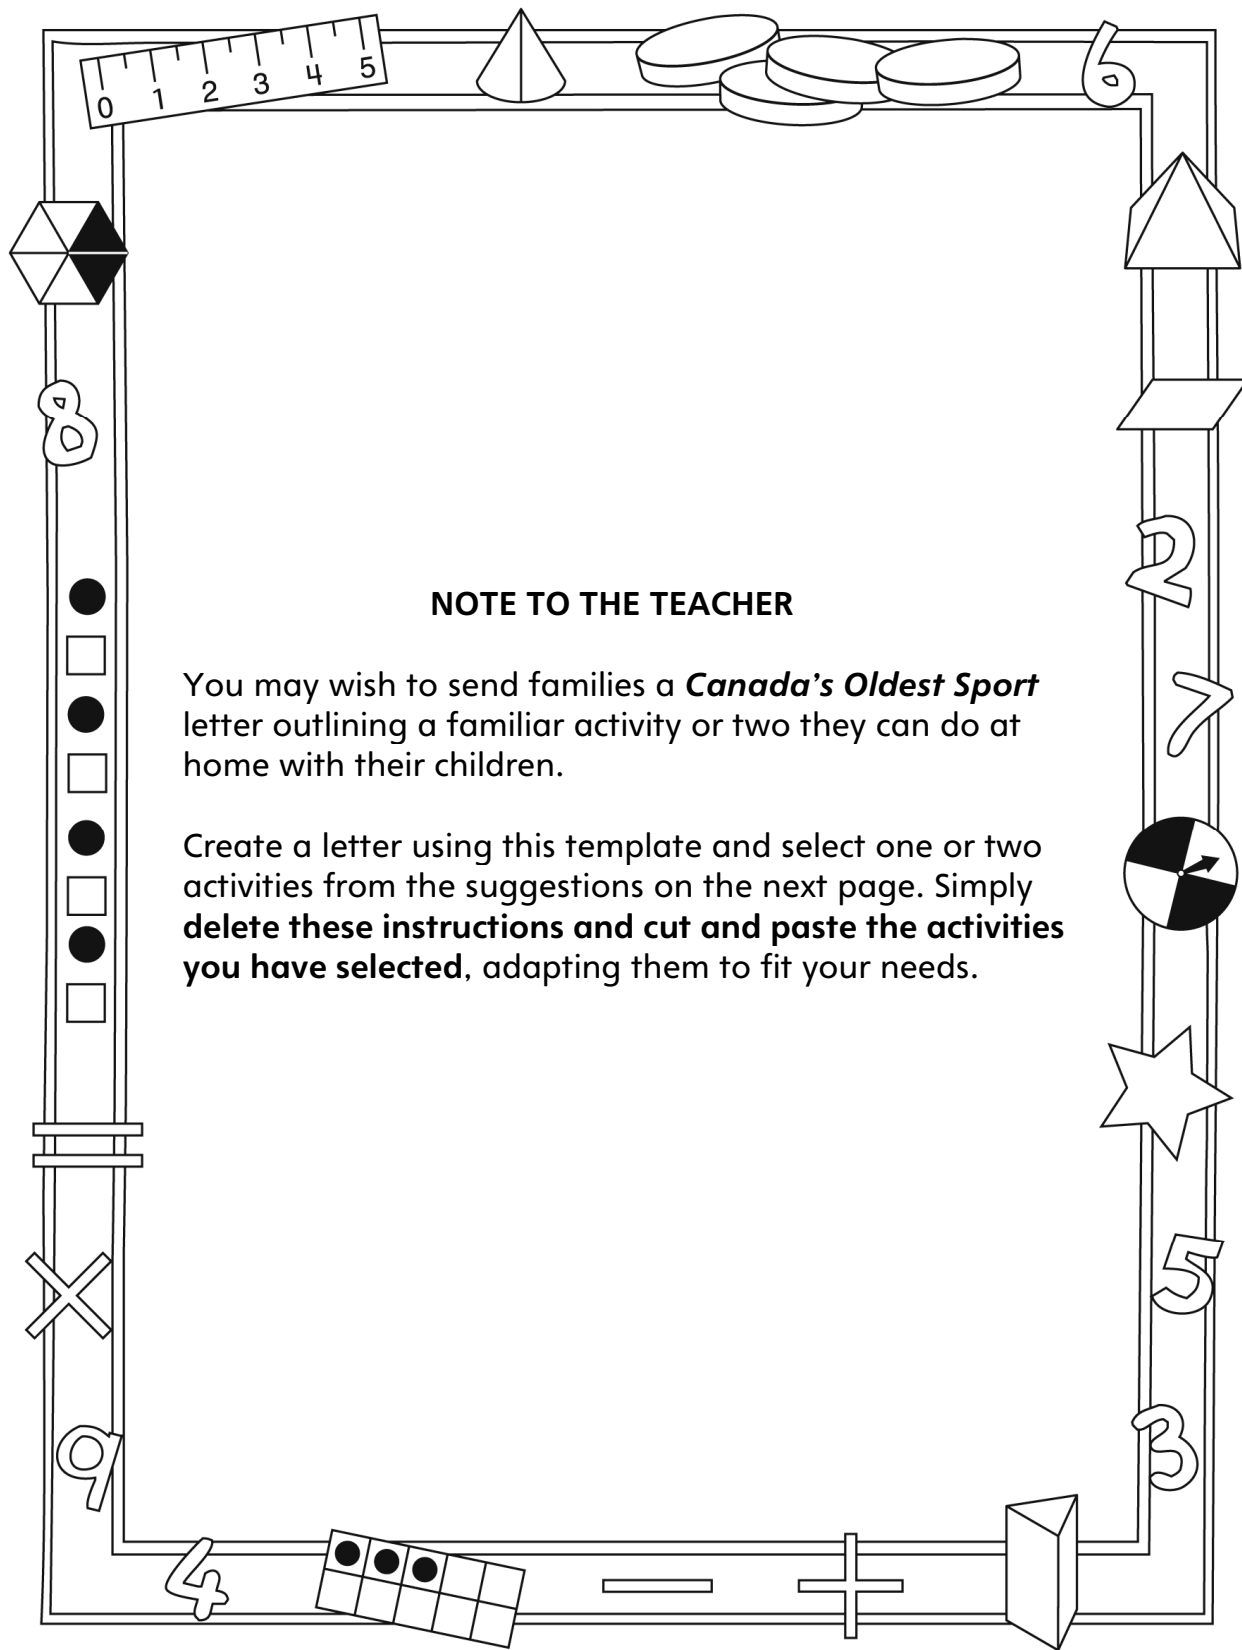 0 1 2 3 4 5
6
8
NOTE TO THE TEACHER
2
You may wish to send families a Canada's Oldest Sport
letter outlining a familiar activity or two they can do at
home with their children.
7
Create a letter using this template and select one or two
activities from the suggestions on the next page. Simply
delete these instructions and cut and paste the activities
you have selected, adapting them to fit your needs.
=
×
5
9
3
4
− +